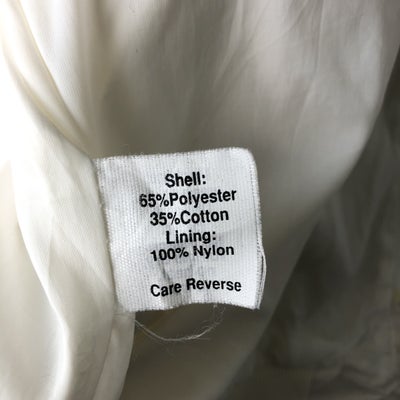 Shell:
65%Polyester
35%Cotton
Lining:
100% Nylon
Care Reverse